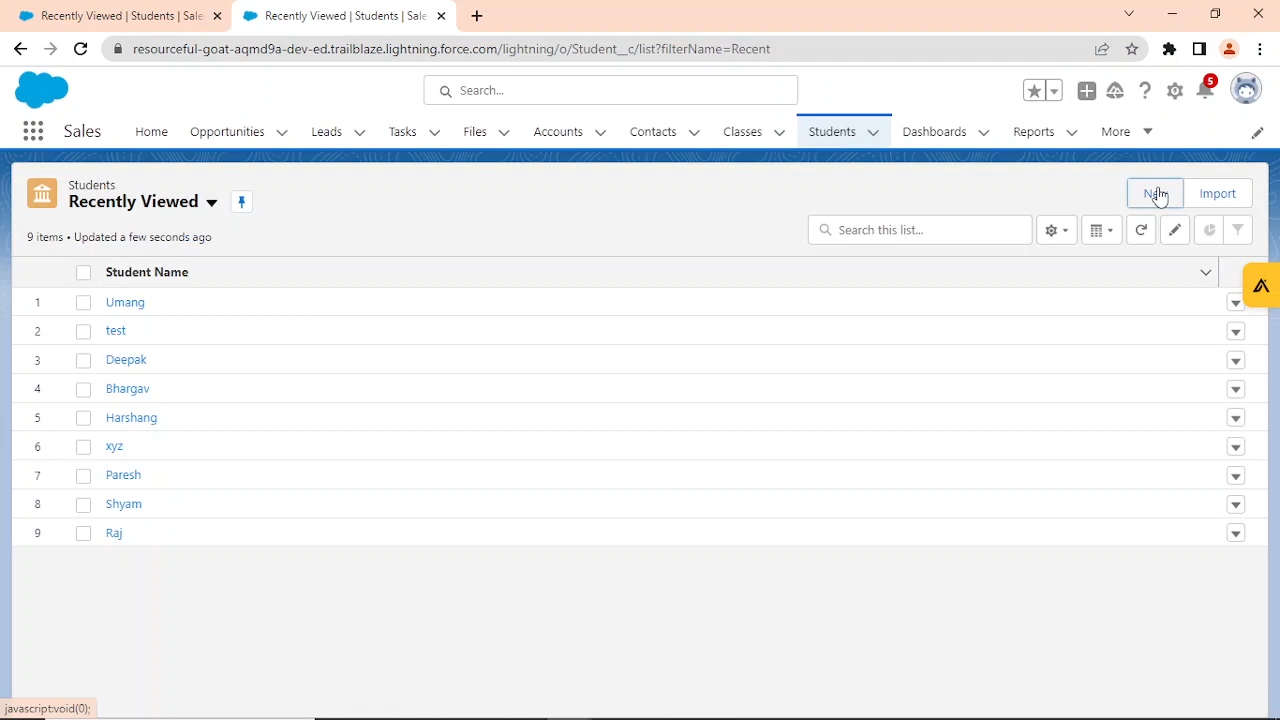 Recently Viewed | Students | Sale
Recently Viewed | Students | Sale
resourceful-goat-aqmd9a-dev-ed.trailblaze.lightning.force.com/lightning/o/Student__c/list?filterName=Recent
Search...
5
Sales Home Opportunities Leads Tasks Files Accounts Contacts Classes Students Dashboards Reports More
Students
Recently Viewed
New Import
9 items • Updated a few seconds ago
Search this list...
Student Name
1 Umang
2 test
3 Deepak
4 Bhargav
5 Harshang
6 xyz
7 Paresh
8 Shyam
9 Raj
javascript:void(0);